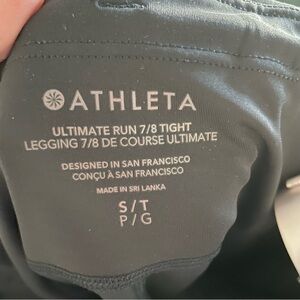 ATHLETA
ULTIMATE RUN 7/8 TIGHT
LEGGING 7/8 DE COURSE ULTIMATE
DESIGNED IN SAN FRANCISCO
CONÇU À SAN FRANCISCO
MADE IN SRI LANKA
S/T
P/G